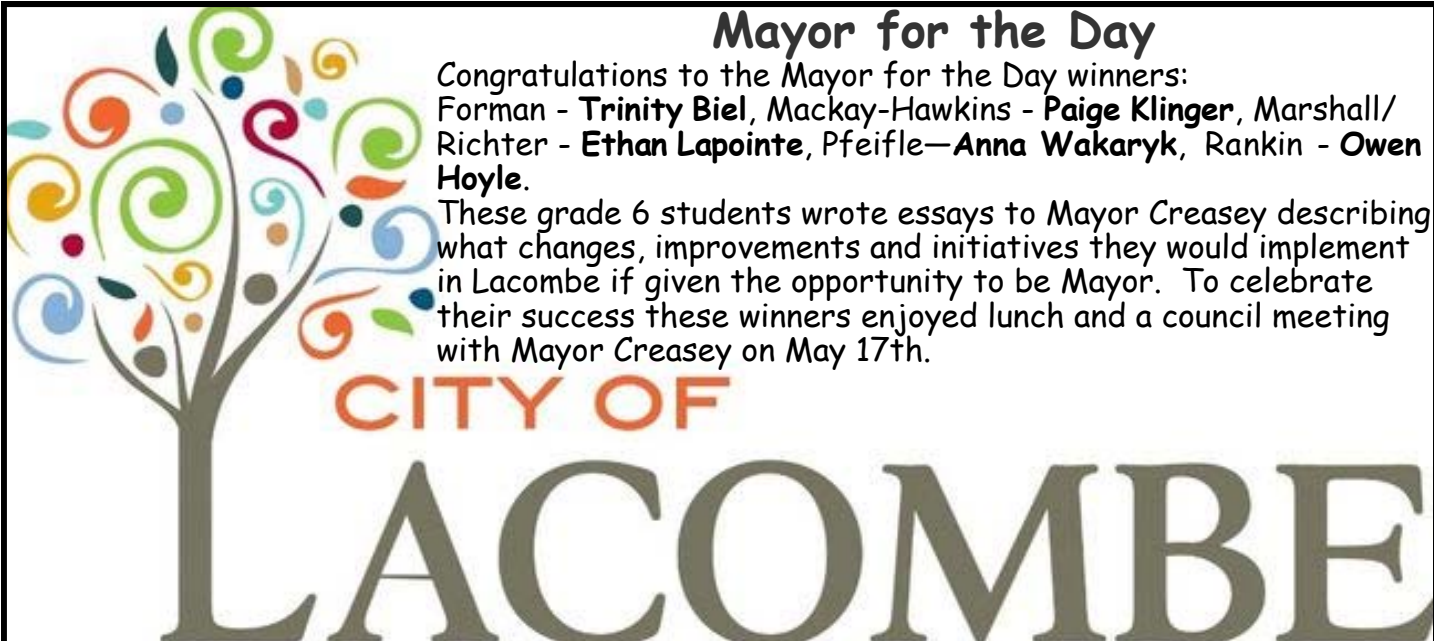 Mayor for the Day
Congratulations to the Mayor for the Day winners:
Forman - Trinity Biel, Mackay-Hawkins - Paige Klinger, Marshall/
Richter - Ethan Lapointe, Pfeifle—Anna Wakaryk, Rankin - Owen
Hoyle.
These grade 6 students wrote essays to Mayor Creasey describing
what changes, improvements and initiatives they would implement
in Lacombe if given the opportunity to be Mayor. To celebrate
their success these winners enjoyed lunch and a council meeting
with Mayor Creasey on May 17th.
CITY OF
LACOMBE